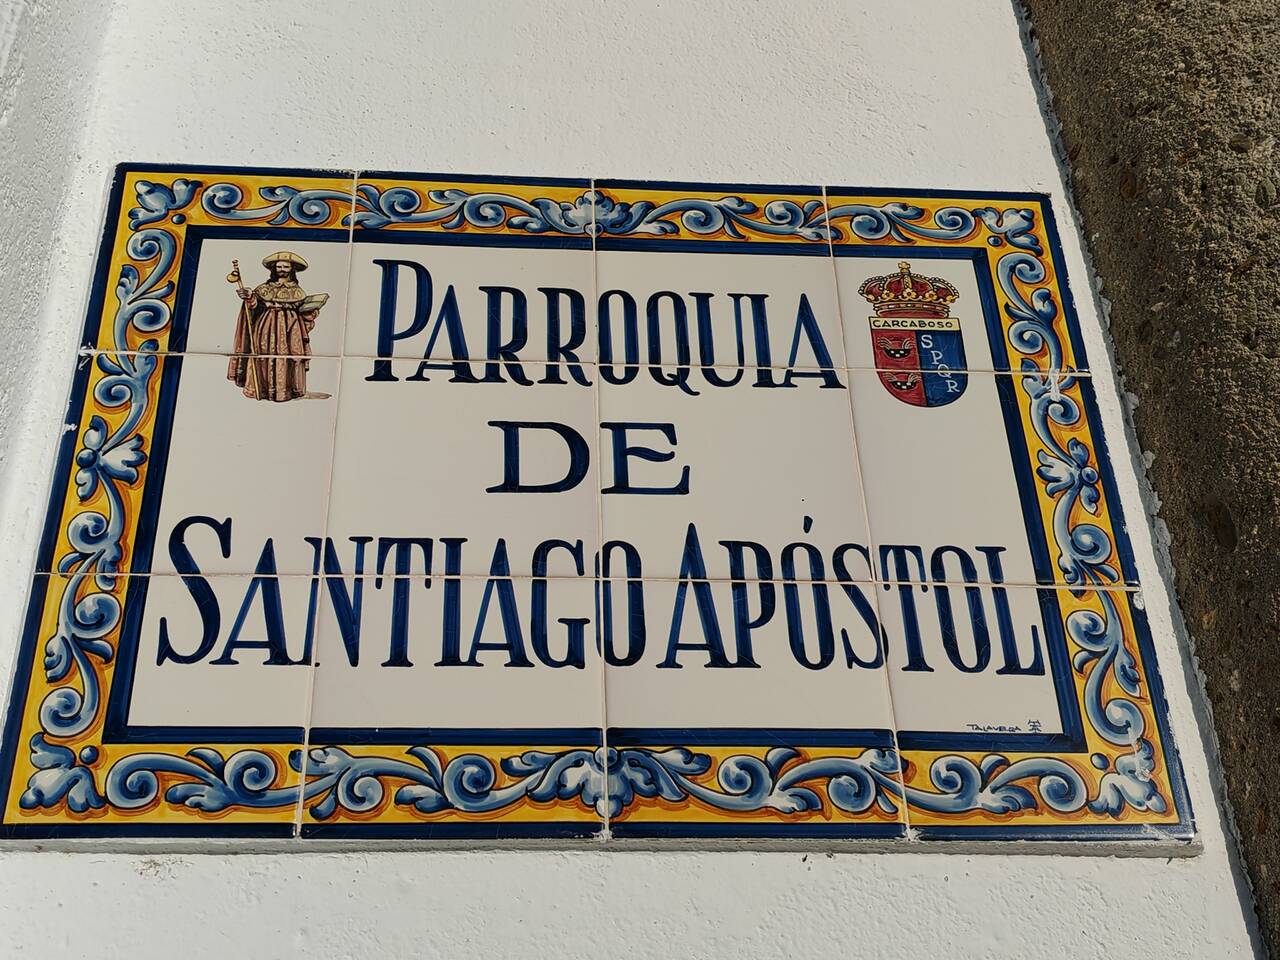 PARROQUIA
CARCABOSO
SPQR
DE
SANTIAGO APÓSTOL
TALAVERA